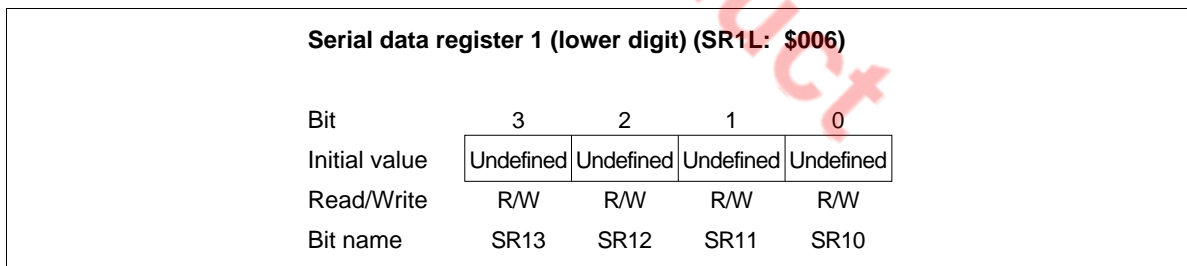 Serial data register 1 (lower digit) (SR1L: $006)
Bit 3 2 1 0
Initial value Undefined Undefined Undefined Undefined
Read/Write R/W R/W R/W R/W
Bit name SR13 SR12 SR11 SR10
uct